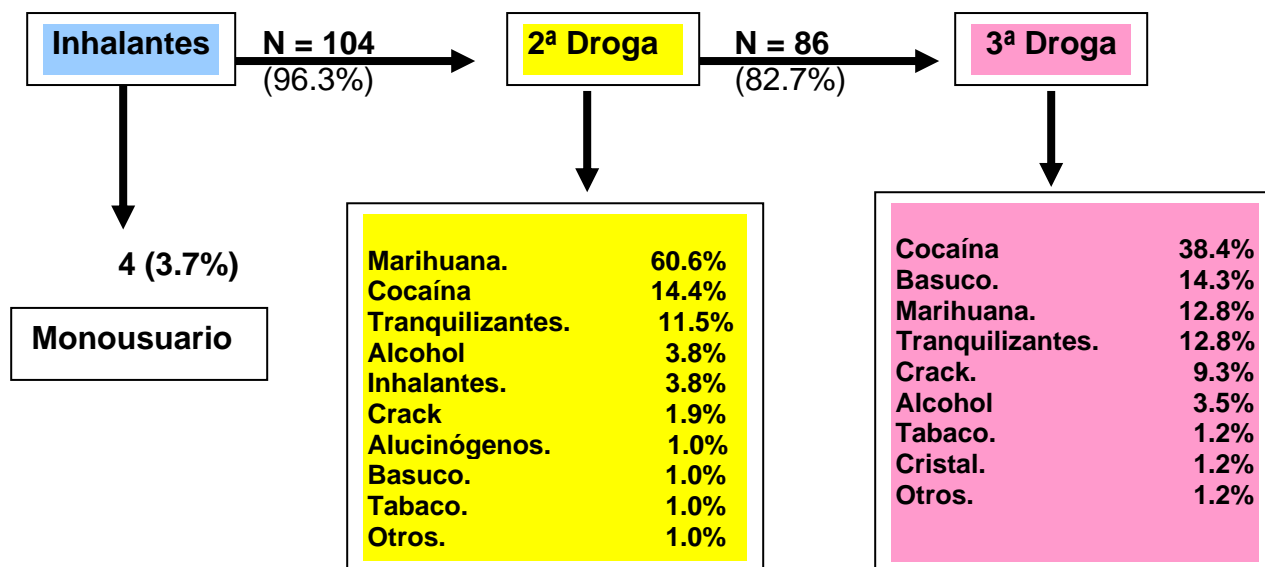 Inhalantes
N = 104
(96.3%)
2ª Droga
N = 86
(82.7%)
3ª Droga
4 (3.7%)
Monousuario
Marihuana. 60.6%
Cocaína 14.4%
Tranquilizantes. 11.5%
Alcohol 3.8%
Inhalantes. 3.8%
Crack 1.9%
Alucinógenos. 1.0%
Basuco. 1.0%
Tabaco. 1.0%
Otros. 1.0%
Cocaína 38.4%
Basuco. 14.3%
Marihuana. 12.8%
Tranquilizantes. 12.8%
Crack. 9.3%
Alcohol 3.5%
Tabaco. 1.2%
Cristal. 1.2%
Otros. 1.2%